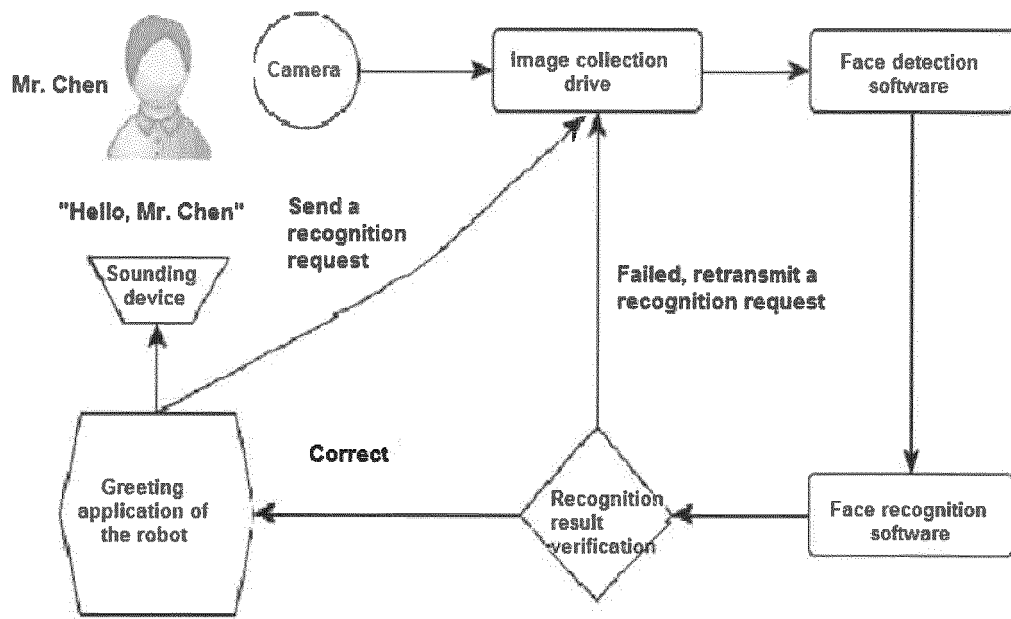 Mr. Chen
Camera
Image collection
drive
Face detection
software
"Hello, Mr. Chen"
Send a
recognition
request
Sounding
device
Failed, retransmit a
recognition request
Correct
Greeting
application of
the robot
Recognition
result
verification
Face recognition
software